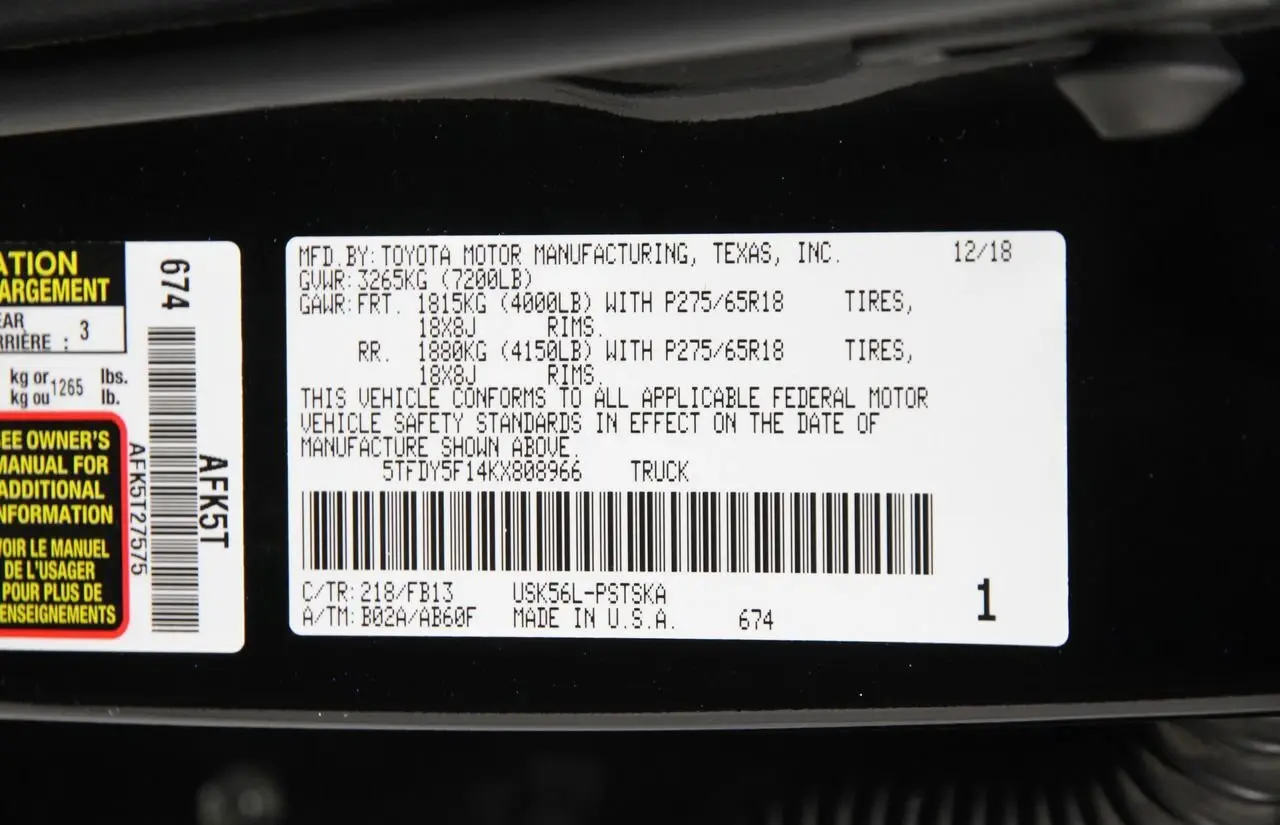 ATION
ARGEMENT
EAR
RRIÈRE : 3
kg or 1265 lbs.
kg ou lb.
SEE OWNER'S
MANUAL FOR
ADDITIONAL
INFORMATION
VOIR LE MANUEL
DE L'USAGER
POUR PLUS DE
RENSEIGNEMENTS
674
AFK5T27575
AFK5T
MFD.BY:TOYOTA MOTOR MANUFACTURING, TEXAS, INC. 12/18
GVWR:3265KG (7200LB)
GAWR:FRT. 1815KG (4000LB) WITH P275/65R18 TIRES,
18X8J RIMS.
RR. 1880KG (4150LB) WITH P275/65R18 TIRES,
18X8J RIMS.
THIS VEHICLE CONFORMS TO ALL APPLICABLE FEDERAL MOTOR
VEHICLE SAFETY STANDARDS IN EFFECT ON THE DATE OF
MANUFACTURE SHOWN ABOVE.
5TFDY5F14KX808966 TRUCK
C/TR:218/FB13 USK56L-PSTSKA
A/TM:B02A/AB60F MADE IN U.S.A. 674
1